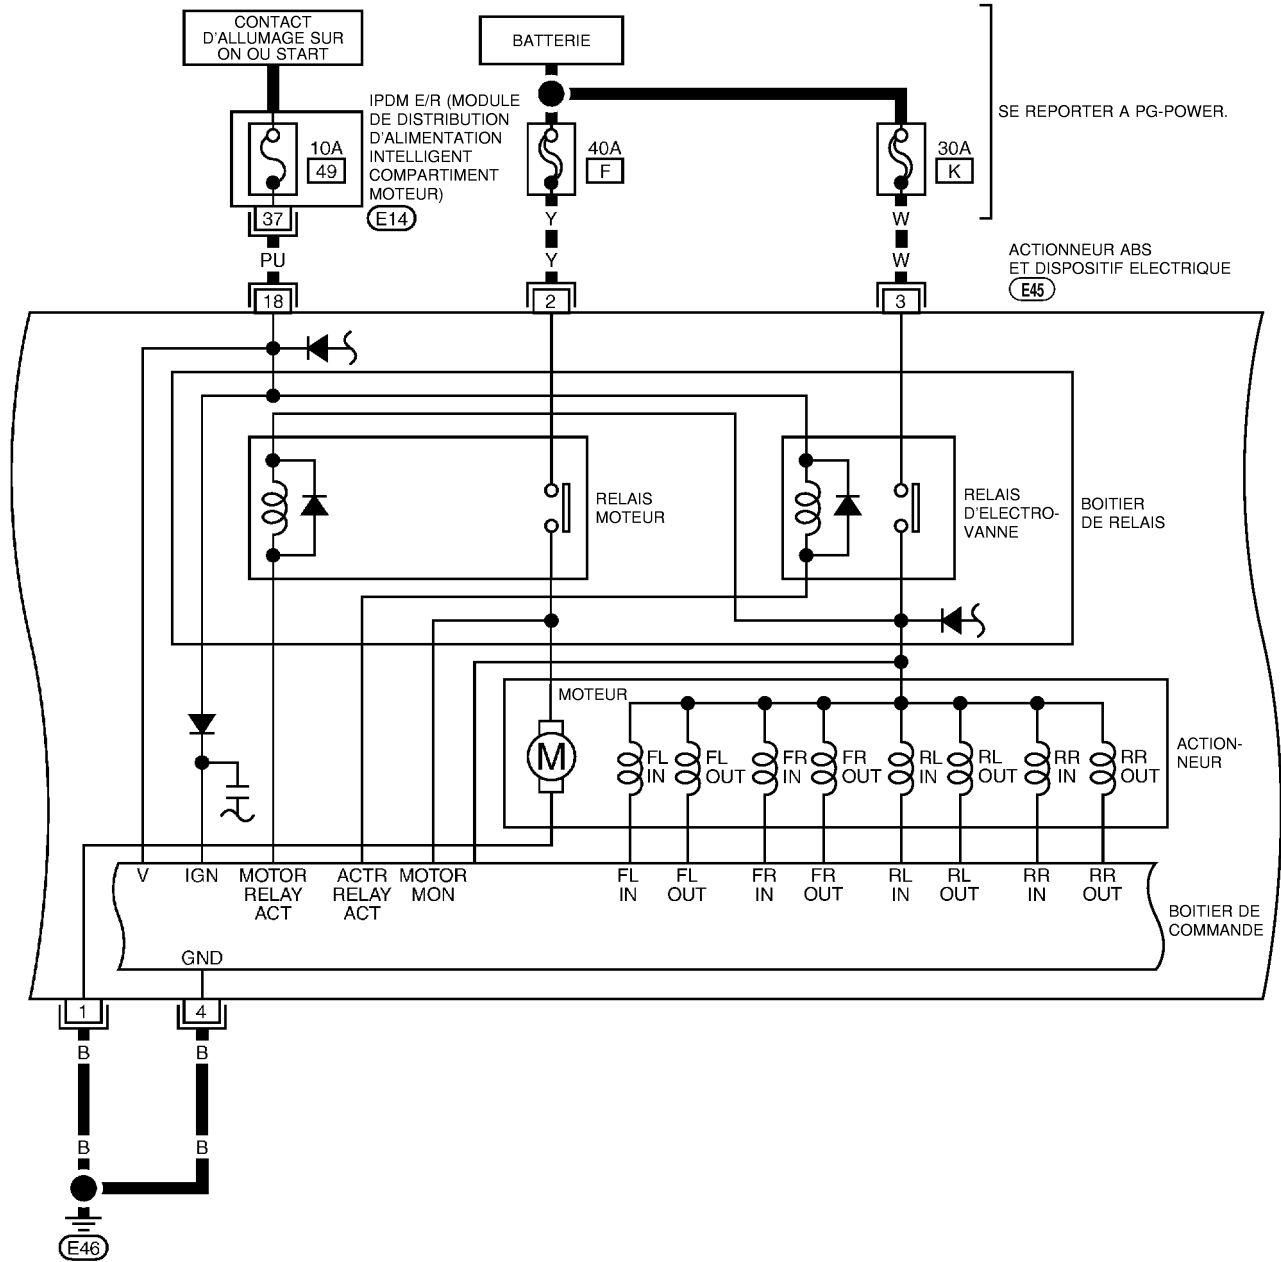 CONTACT
D'ALLUMAGE SUR
ON OU START
BATTERIE
IPDM E/R (MODULE
DE DISTRIBUTION
D'ALIMENTATION
INTELLIGENT
COMPARTIMENT
MOTEUR)
E14
SE REPORTER A PG-POWER.
10A
49
40A
F
30A
K
37
PU
Y
Y
W
W
ACTIONNEUR ABS
ET DISPOSITIF ELECTRIQUE
E45
18
2
3
RELAIS
MOTEUR
RELAIS
D'ELECTRO-
VANNE
BOITIER
DE RELAIS
MOTEUR
M
FL
IN
FL
OUT
FR
IN
FR
OUT
RL
IN
RL
OUT
RR
IN
RR
OUT
ACTION-
NEUR
V
IGN
MOTOR
RELAY
ACT
ACTR
RELAY
ACT
MOTOR
MON
FL
IN
FL
OUT
FR
IN
FR
OUT
RL
IN
RL
OUT
RR
IN
RR
OUT
BOITIER DE
COMMANDE
GND
1
4
B
B
B
B
E46